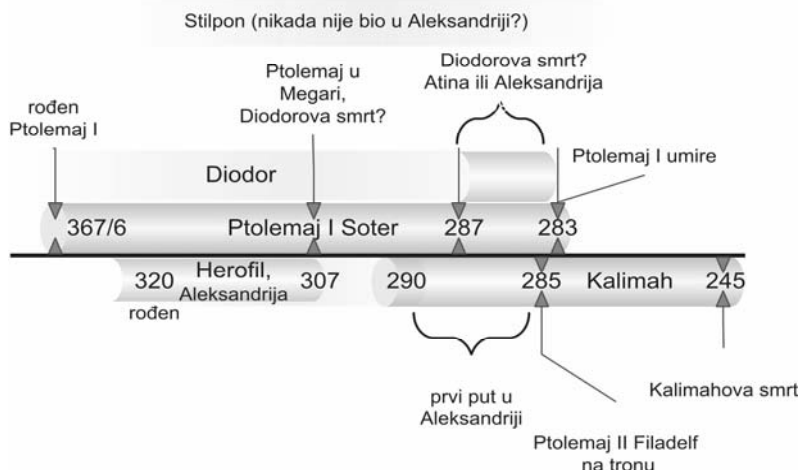 Stilpon (nikada nije bio u Aleksandriji?)
Diodorova smrt?
Atina ili Aleksandrija
Ptolemaj u
Megari,
Diodorova smrt?
rođen
Ptolemaj I
Ptolemaj I umire
Diodor
367/6
Ptolemaj I Soter
287
283
320
rođen
Herofil,
Aleksandrija
307
290
285
Kalimah
245
prvi put u
Aleksandriji
Kalimahova smrt
Ptolemaj II Filadelf
na tronu